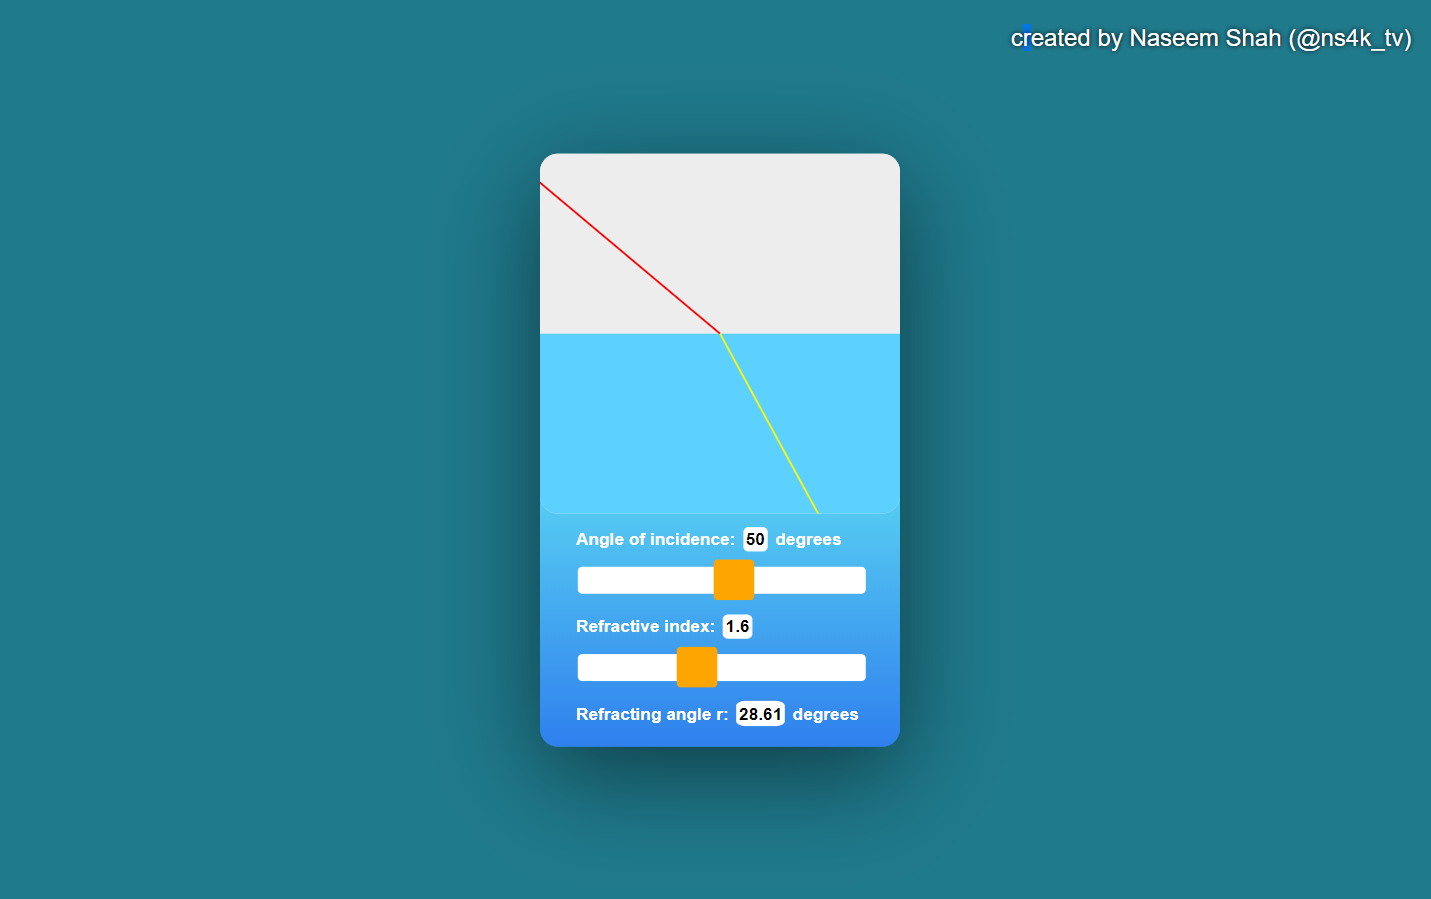 created by Naseem Shah (@ns4k_tv)
Angle of incidence: 50 degrees
Refractive index: 1.6
Refracting angle r: 28.61 degrees